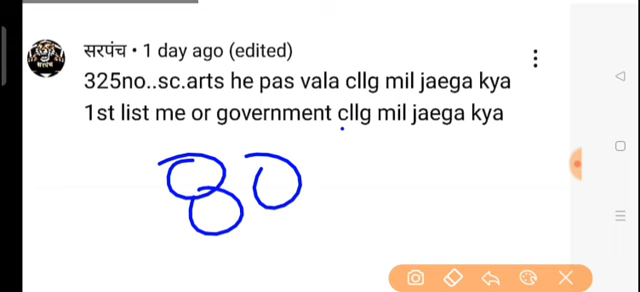 सरपंच • 1 day ago (edited)
325no..sc.arts he pas vala cllg mil jaega kya
1st list me or government cllg mil jaega kya
80